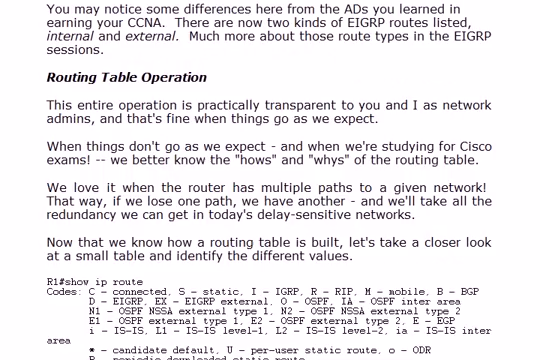 You may notice some differences here from the ADs you learned in
earning your CCNA.  There are now two kinds of EIGRP routes listed,
internal and external.  Much more about those route types in the EIGRP
sessions.
Routing Table Operation
This entire operation is practically transparent to you and I as network
admins, and that's fine when things go as we expect.
When things don't go as we expect - and when we're studying for Cisco
exams! -- we better know the "hows" and "whys" of the routing table.
We love it when the router has multiple paths to a given network!
That way, if we lose one path, we have another - and we'll take all the
redundancy we can get in today's delay-sensitive networks.
Now that we know how a routing table is built, let's take a closer look
at a small table and identify the different values.
R1#show ip route
Codes: C - connected, S - static, I - IGRP, R - RIP, M - mobile, B - BGP
D - EIGRP, EX - EIGRP external, O - OSPF, IA - OSPF inter area
N1 - OSPF NSSA external type 1, N2 - OSPF NSSA external type 2
E1 - OSPF external type 1, E2 - OSPF external type 2, E - EGP
i - IS-IS, L1 - IS-IS level-1, L2 - IS-IS level-2, ia - IS-IS inter
area
* - candidate default, U - per-user static route, o - ODR
P - periodic downloaded static route